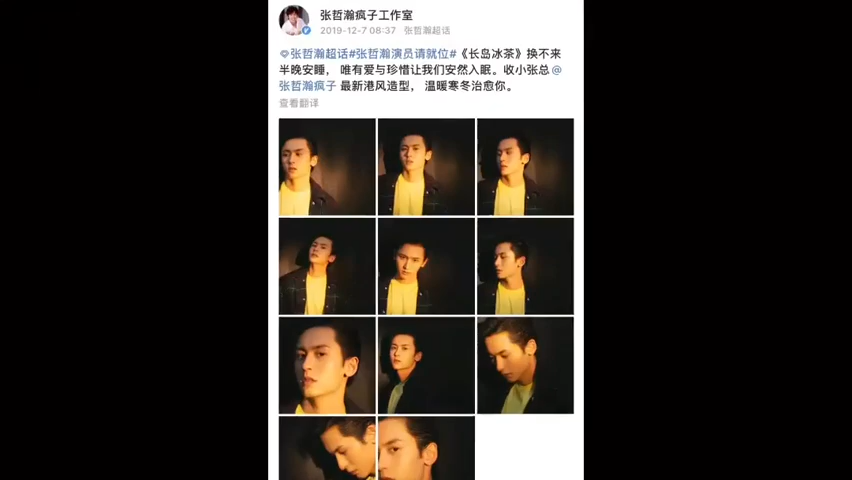 张哲瀚疯子工作室
2019-12-7 08:37 张哲瀚超话
张哲瀚超话#张哲瀚演员请就位#《长岛冰茶》换不来
半晚安睡，唯有爱与珍惜让我们安然入眠。收小张总@
张哲瀚疯子 最新港风造型，温暖寒冬治愈你。
查看翻译